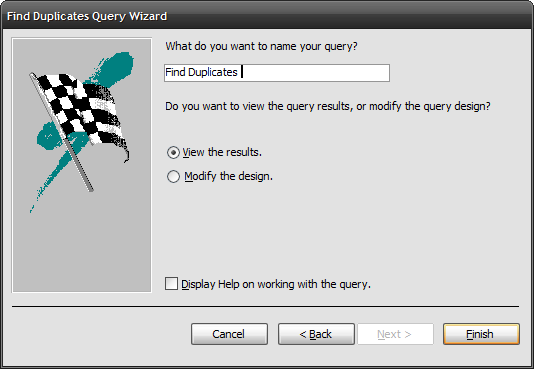 Find Duplicates Query Wizard
What do you want to name your query?
Find Duplicates
Do you want to view the query results, or modify the query design?
View the results.
Modify the design.
Display Help on working with the query.
Cancel
< Back
Next >
Finish